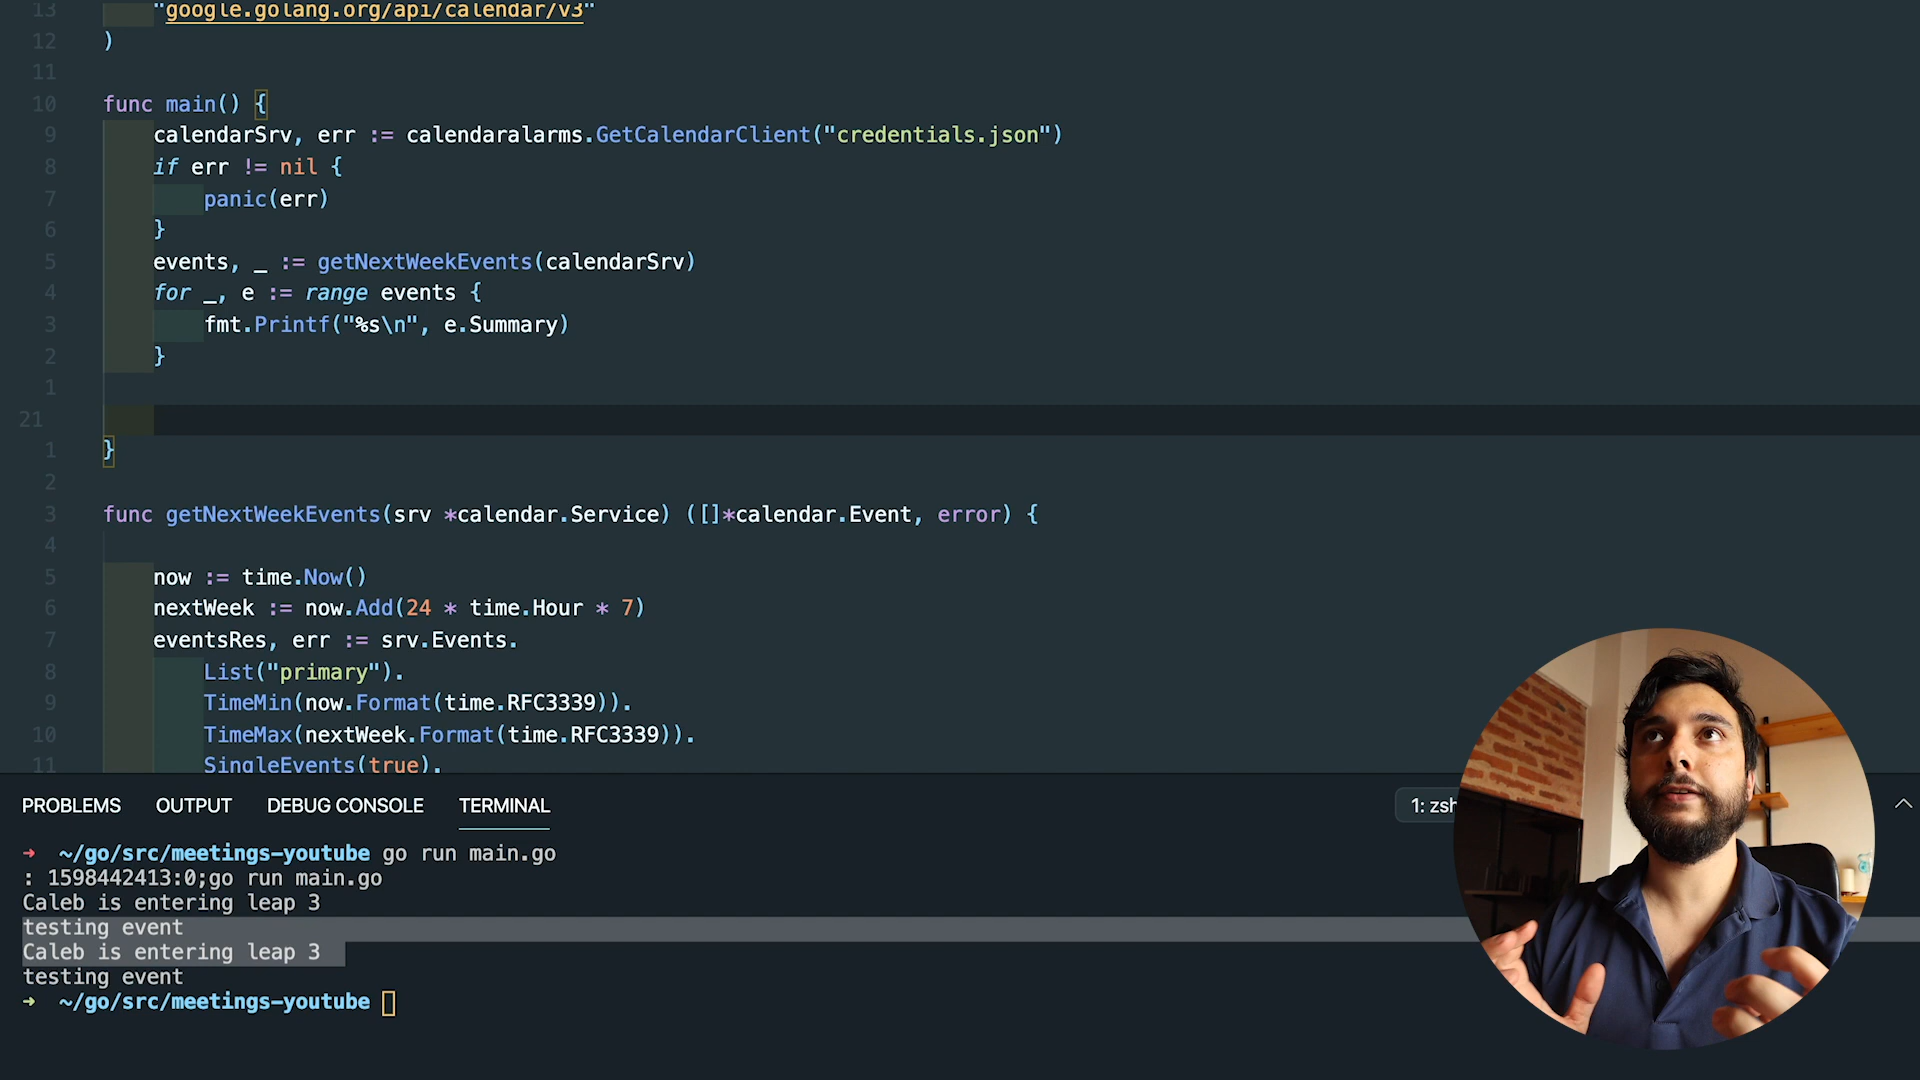 13 "google.golang.org/api/calendar/v3"
12 )
11
10 func main() {
9 calendarSrv, err := calendaralarms.GetCalendarClient("credentials.json")
8 if err != nil {
7 panic(err)
6 }
5 events, _ := getNextWeekEvents(calendarSrv)
4 for _, e := range events {
3 fmt.Printf("%s\n", e.Summary)
2 }
1
21
1 }
2
3 func getNextWeekEvents(srv *calendar.Service) ([]*calendar.Event, error) {
4
5 now := time.Now()
6 nextWeek := now.Add(24 * time.Hour * 7)
7 eventsRes, err := srv.Events.
8 List("primary").
9 TimeMin(now.Format(time.RFC3339)).
10 TimeMax(nextWeek.Format(time.RFC3339)).
11 SingleEvents(true).
PROBLEMS OUTPUT DEBUG CONSOLE TERMINAL 1: zsh
➜ ~/go/src/meetings-youtube go run main.go
: 1598442413:0;go run main.go
Caleb is entering leap 3
testing event
Caleb is entering leap 3
testing event
➜ ~/go/src/meetings-youtube